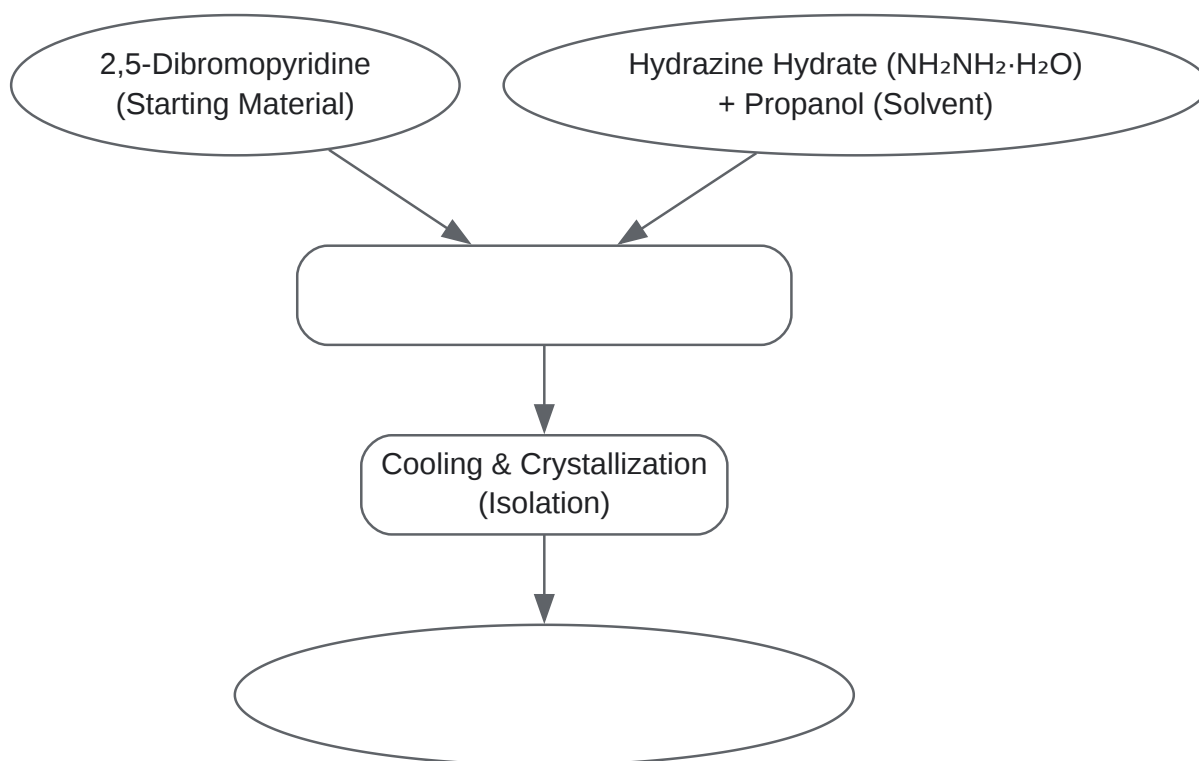 2,5-Dibromopyridine
(Starting Material)
Hydrazine Hydrate (NH₂NH₂·H₂O)
+ Propanol (Solvent)
Cooling & Crystallization
(Isolation)